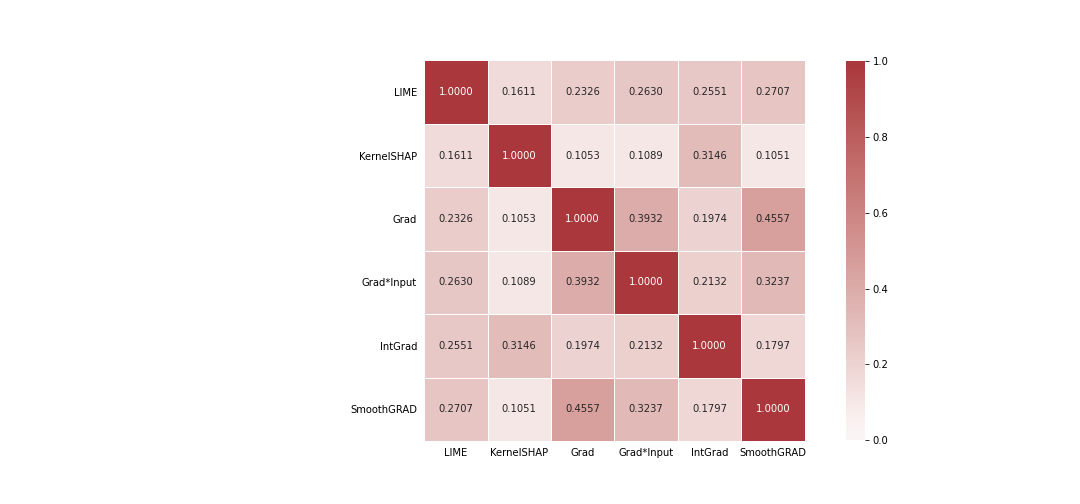 LIME 1.0000 0.1611 0.2326 0.2630 0.2551 0.2707
KernelSHAP 0.1611 1.0000 0.1053 0.1089 0.3146 0.1051
Grad 0.2326 0.1053 1.0000 0.3932 0.1974 0.4557
Grad*Input 0.2630 0.1089 0.3932 1.0000 0.2132 0.3237
IntGrad 0.2551 0.3146 0.1974 0.2132 1.0000 0.1797
SmoothGRAD 0.2707 0.1051 0.4557 0.3237 0.1797 1.0000
LIME KernelSHAP Grad Grad*Input IntGrad SmoothGRAD
1.0
0.8
0.6
0.4
0.2
0.0